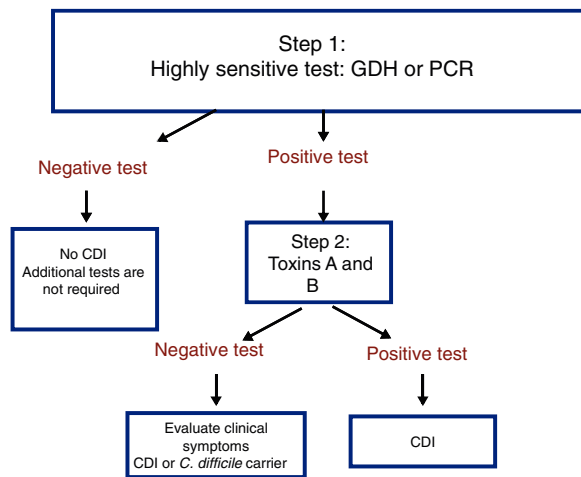 Step 1:
Highly sensitive test: GDH or PCR
Negative test
Positive test
No CDI
Additional tests are
not required
Step 2:
Toxins A and
B
Negative test
Positive test
Evaluate clinical
symptoms
CDI or C. difficile carrier
CDI